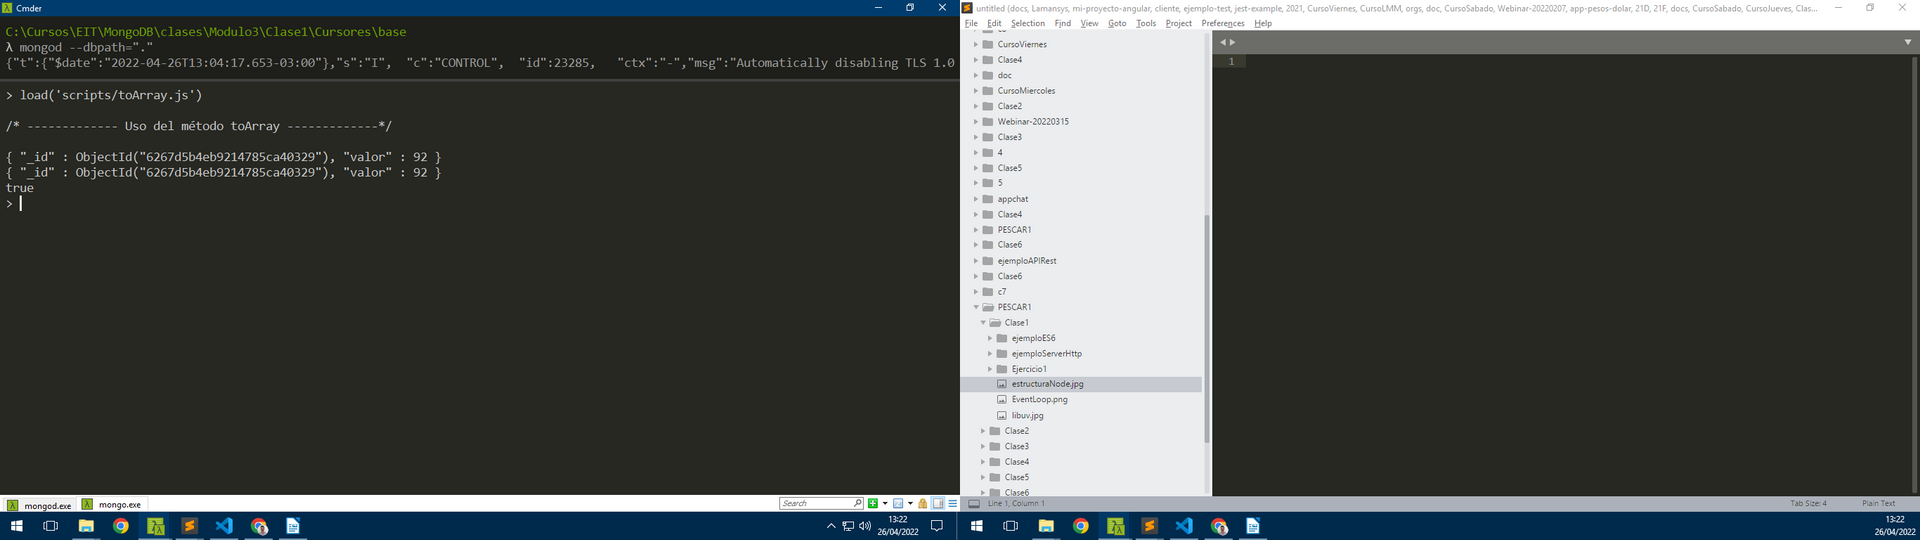 Cmder
C:\Cursos\EIT\MongoDB\clases\Modulo3\Clase1\Cursores\base
λ mongod --dbpath="."
{"t":{"$date":"2022-04-26T13:04:17.653-03:00"},"s":"I",  "c":"CONTROL",  "id":23285,   "ctx":"-","msg":"Automatically disabling TLS 1.0
> load('scripts/toArray.js')
/* ------------- Uso del método toArray -------------*/
{ "_id" : ObjectId("6267d5b4eb9214785ca40329"), "valor" : 92 }
{ "_id" : ObjectId("6267d5b4eb9214785ca40329"), "valor" : 92 }
true
>
mongod.exe
mongo.exe
Search
13:22
26/04/2022
untitled (docs, Lamansys, mi-proyecto-angular, cliente, ejemplo-test, jest-example, 2021, CursoViernes, CursoLMM, orgs, doc, CursoSabado, Webinar-20220207, app-pesos-dolar, 21D, 21F, docs, CursoSabado, CursoJueves, Clas...
File Edit Selection Find View Goto Tools Project Preferences Help
CursoViernes
Clase4
doc
CursoMiercoles
Clase2
Webinar-20220315
Clase3
4
Clase5
5
appchat
Clase4
PESCAR1
Clase6
ejemploAPIRest
Clase6
c7
PESCAR1
Clase1
ejemploES6
ejemploServerHttp
Ejercicio1
estructuraNode.jpg
EventLoop.png
libuv.jpg
Clase2
Clase3
Clase4
Clase5
Clase6
1
Line 1, Column 1
Tab Size: 4
Plain Text
13:22
26/04/2022